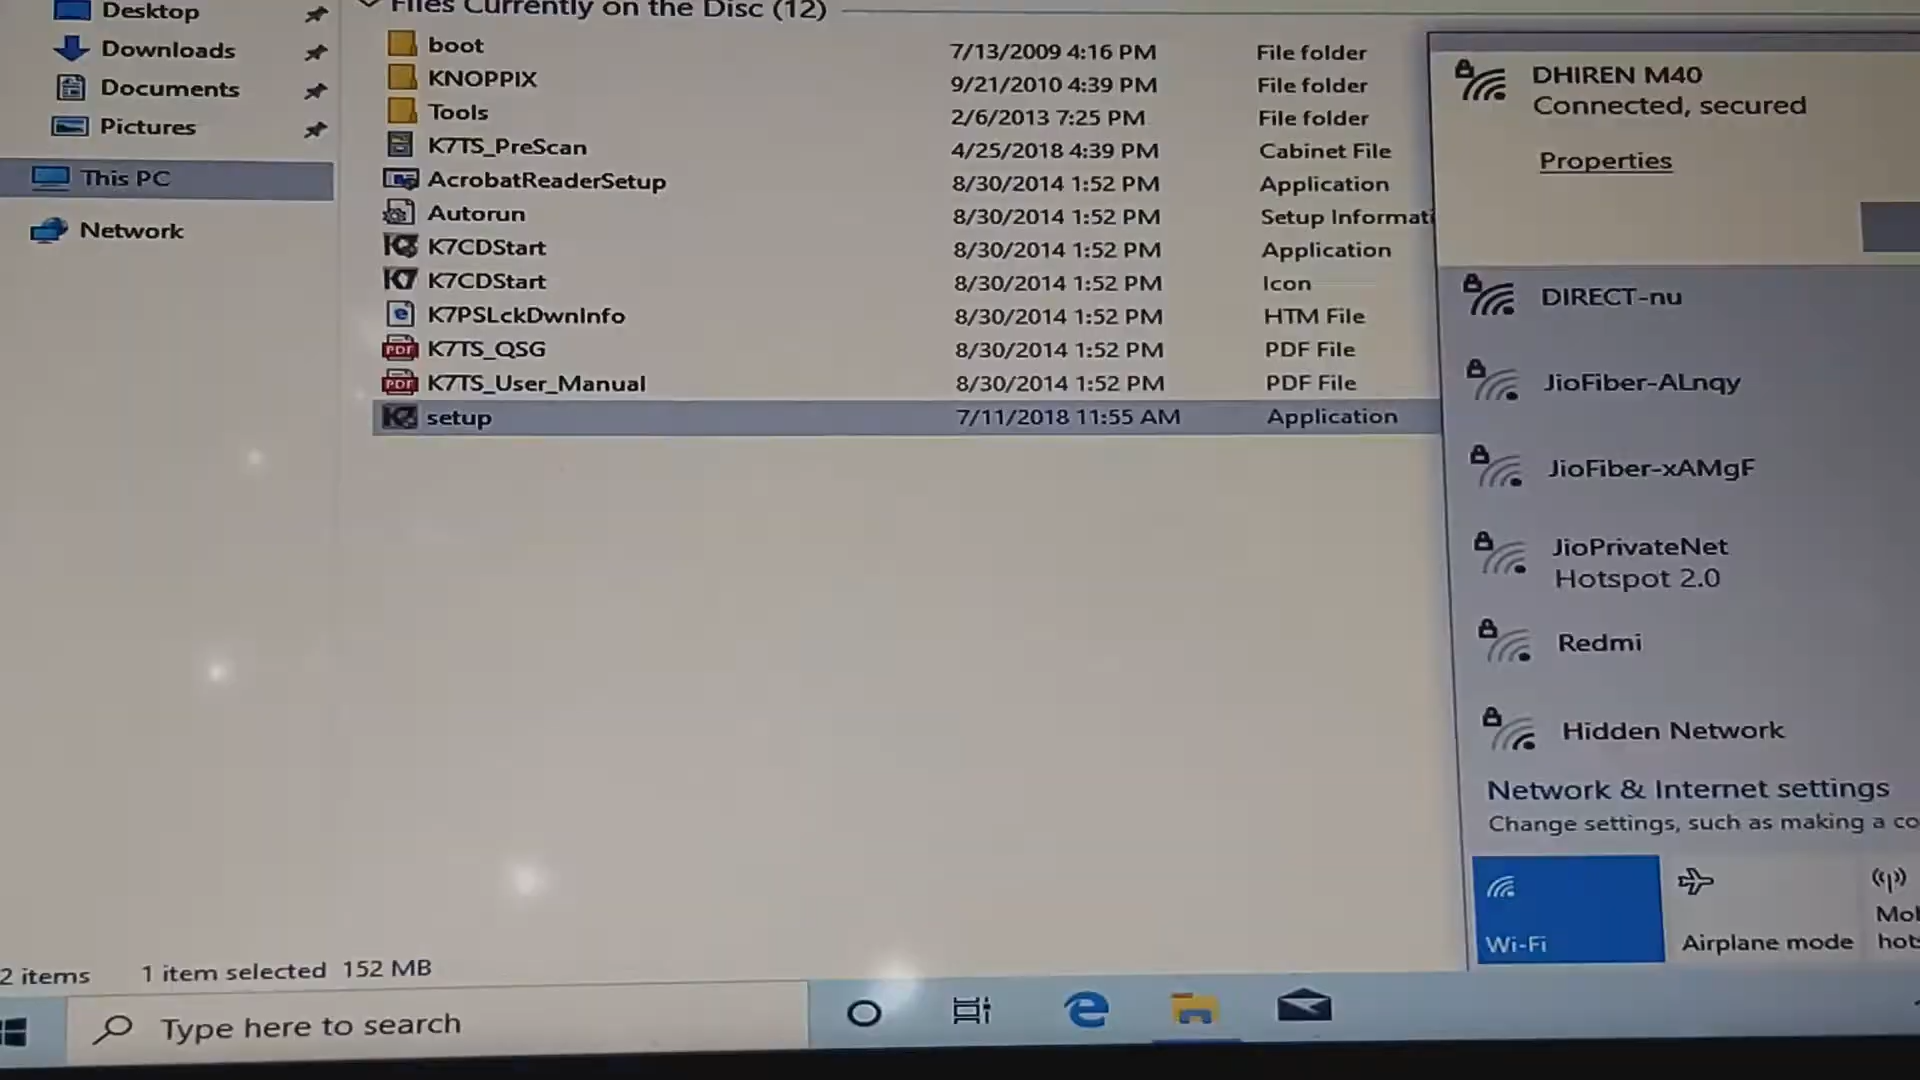 Desktop
Downloads
Documents
Pictures
This PC
Network
Files Currently on the Disc (12)
boot 7/13/2009 4:16 PM File folder
KNOPPIX 9/21/2010 4:39 PM File folder
Tools 2/6/2013 7:25 PM File folder
K7TS_PreScan 4/25/2018 4:39 PM Cabinet File
AcrobatReaderSetup 8/30/2014 1:52 PM Application
Autorun 8/30/2014 1:52 PM Setup Informati
K7CDStart 8/30/2014 1:52 PM Application
K7CDStart 8/30/2014 1:52 PM Icon
K7PSLckDwnInfo 8/30/2014 1:52 PM HTM File
K7TS_QSG 8/30/2014 1:52 PM PDF File
K7TS_User_Manual 8/30/2014 1:52 PM PDF File
setup 7/11/2018 11:55 AM Application
DHIREN M40
Connected, secured
Properties
DIRECT-nu
JioFiber-ALnqy
JioFiber-xAMgF
JioPrivateNet
Hotspot 2.0
Redmi
Hidden Network
Network & Internet settings
Change settings, such as making a co
Wi-Fi
Airplane mode
Mob
hots
2 items 1 item selected 152 MB
Type here to search